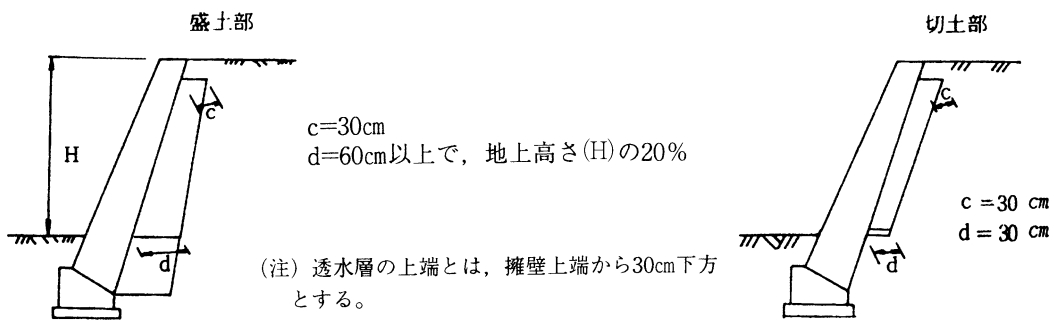 盛土部
切土部
c
H
c=30cm
d=60cm以上で，地上高さ(H)の20%
d
(注) 透水層の上端とは，擁壁上端から30cm下方
とする。
c
c =30 cm
d = 30 cm
d